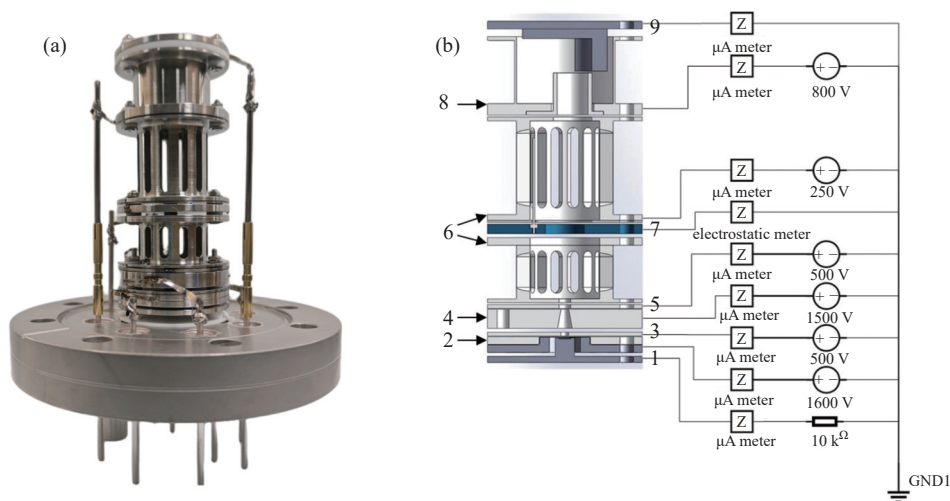 (a)
(b)
9
Z
μA meter
Z
+ −
μA meter
800 V
8
Z
+ −
μA meter
250 V
6
7
Z
electrostatic meter
Z
+ −
μA meter
500 V
5
4
Z
+ −
μA meter
1500 V
3
2
Z
+ −
μA meter
500 V
1
Z
+ −
μA meter
1600 V
Z
μA meter
10 kΩ
GND1